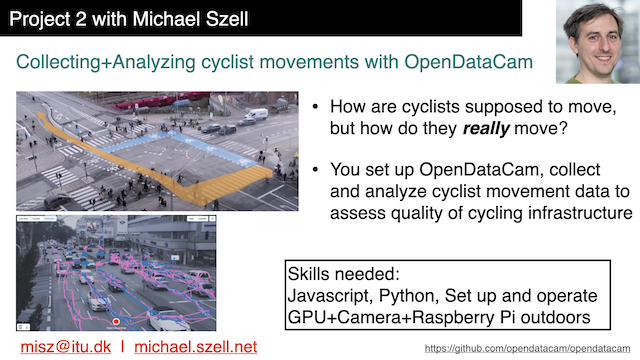 Project 2 with Michael Szell
Collecting+Analyzing cyclist movements with OpenDataCam
• How are cyclists supposed to move,
but how do they really move?
• You set up OpenDataCam, collect
and analyze cyclist movement data to
assess quality of cycling infrastructure
Skills needed:
Javascript, Python, Set up and operate
GPU+Camera+Raspberry Pi outdoors
misz@itu.dk | michael.szell.net
https://github.com/opendatacam/opendatacam